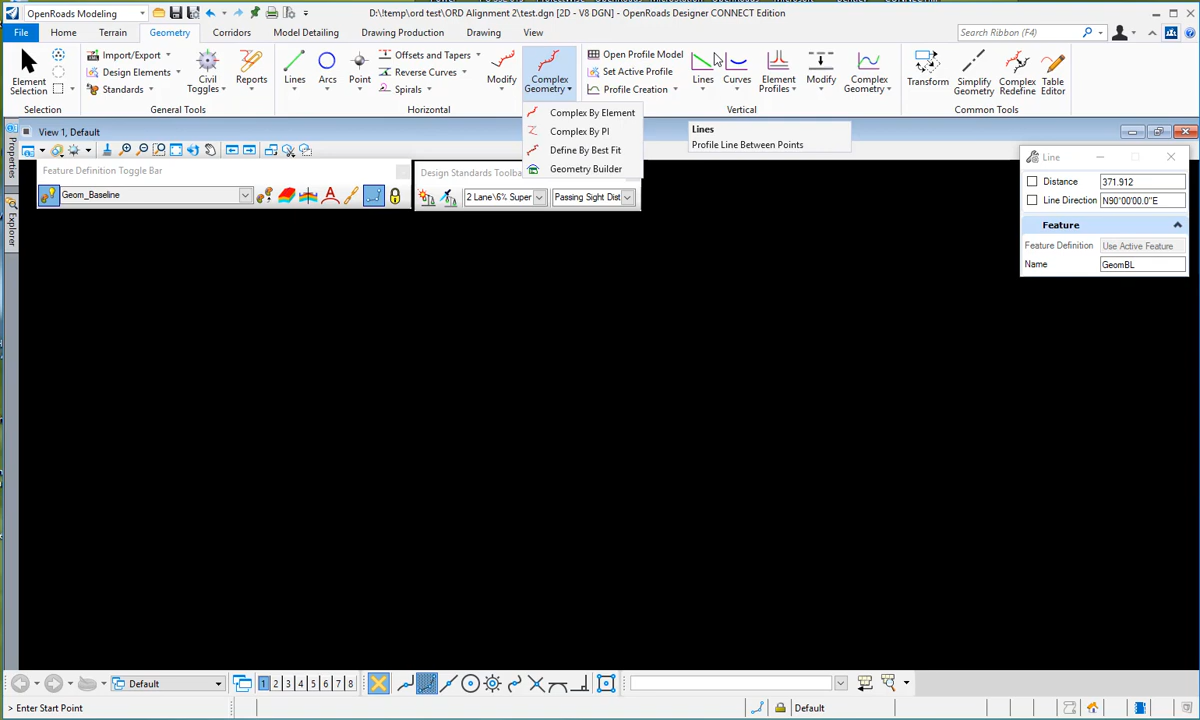 OpenRoads Modeling
D:\temp\ord test\ORD Alignment 2\test.dgn [2D - V8 DGN] - OpenRoads Designer CONNECT Edition
File
Home
Terrain
Geometry
Corridors
Model Detailing
Drawing Production
Drawing
View
Search Ribbon (F4)
Element Selection
Import/Export
Design Elements
Standards
Civil Toggles
Reports
Lines
Arcs
Point
Offsets and Tapers
Reverse Curves
Spirals
Modify
Complex Geometry
Open Profile Model
Set Active Profile
Profile Creation
Lines
Curves
Element Profiles
Modify
Complex Geometry
Transform
Simplify Geometry
Complex Redefine
Table Editor
Selection
General Tools
Horizontal
Vertical
Common Tools
Complex By Element
Complex By PI
Define By Best Fit
Geometry Builder
Lines
Profile Line Between Points
View 1, Default
Properties
Explorer
Feature Definition Toggle Bar
Geom_Baseline
Design Standards Toolba
2 Lane\6% Super
Passing Sight Dist
Line
Distance
371.912
Line Direction
N90°00'00.0"E
Feature
Feature Definition
Use Active Feature
Name
GeomBL
Default
1 2 3 4 5 6 7 8
> Enter Start Point
Default